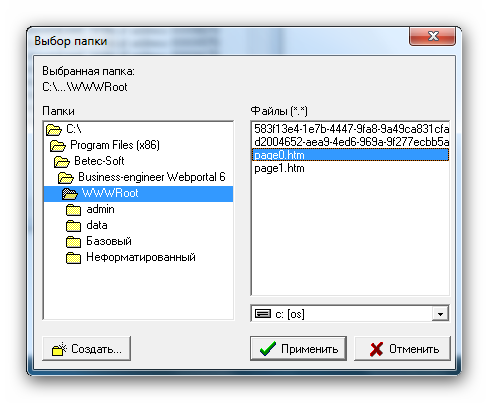 Выбор папки
Выбранная папка:
C:\...\WWWRoot
Папки
C:\
Program Files (x86)
Betec-Soft
Business-engineer Webportal 6
WWWRoot
admin
data
Базовый
Неформатированный
Файлы (*.*)
583f13e4-1e7b-4447-9fa8-9a49ca831cfa
d2004652-aea9-4ed6-969a-9f277ecbb5a
page0.htm
page1.htm
c: [os]
Создать...
Применить
Отменить